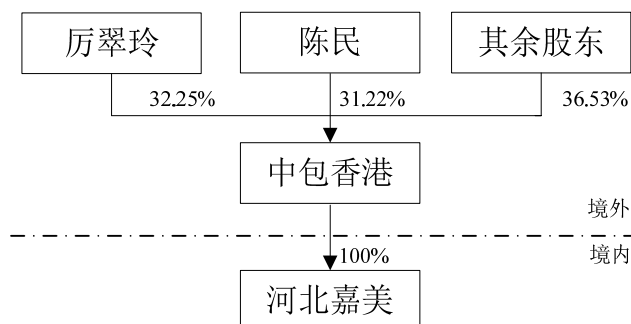 厉翠玲
陈民
其余股东
32.25%
31.22%
36.53%
中包香港
境外
100%
境内
河北嘉美